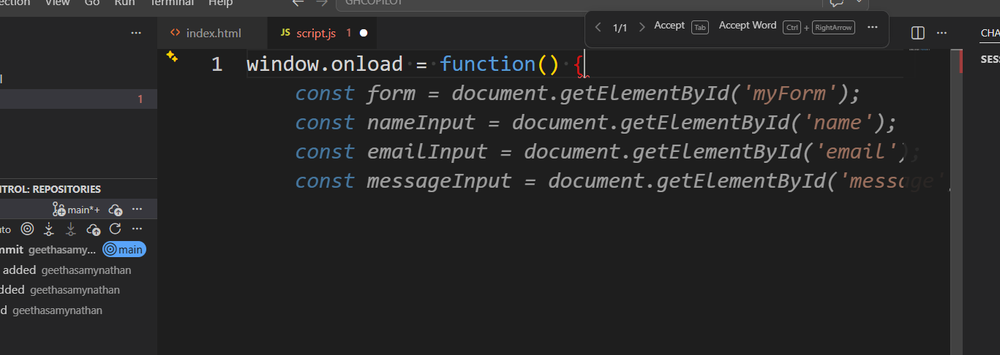 ection View Go Run Terminal Help
GHCOPILOT
index.html
JS script.js 1
1/1 Accept Tab Accept Word Ctrl + RightArrow ...
1 window.onload = function() {
const form = document.getElementById('myForm');
const nameInput = document.getElementById('name');
const emailInput = document.getElementById('email');
const messageInput = document.getElementById('message'
l
1
NTROL: REPOSITORIES
main*+
uto
mmit geethasamy... main
added geethasamynathan
dded geethasamynathan
d geethasamynathan
CHA
SES